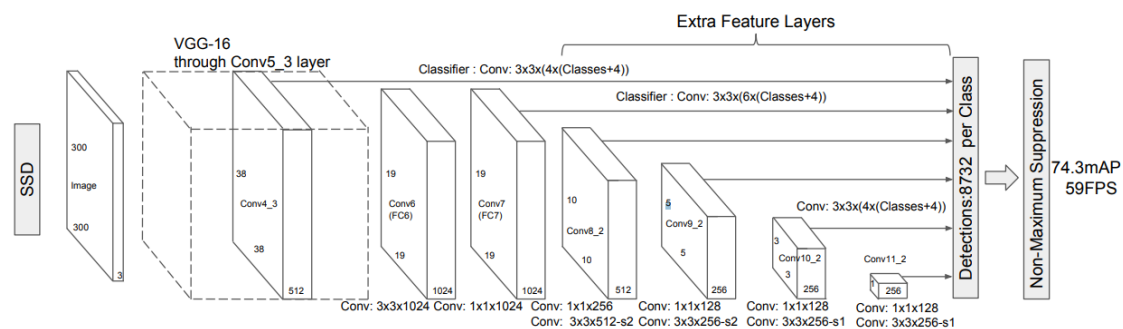 Extra Feature Layers
VGG-16
through Conv5_3 layer
Classifier : Conv: 3x3x(4x(Classes+4))
Classifier : Conv: 3x3x(6x(Classes+4))
Conv: 3x3x(4x(Classes+4))
SSD
300
Image
300
3
38
Conv4_3
38
512
19
Conv6
(FC6)
19
1024
19
Conv7
(FC7)
19
1024
10
Conv8_2
10
512
5
Conv9_2
5
256
3
Conv10_2
3
256
Conv11_2
1
256
Conv: 3x3x1024
Conv: 1x1x1024
Conv: 1x1x256
Conv: 3x3x512-s2
Conv: 1x1x128
Conv: 3x3x256-s2
Conv: 1x1x128
Conv: 3x3x256-s1
Conv: 1x1x128
Conv: 3x3x256-s1
Detections:8732 per Class
Non-Maximum Suppression
74.3mAP
59FPS